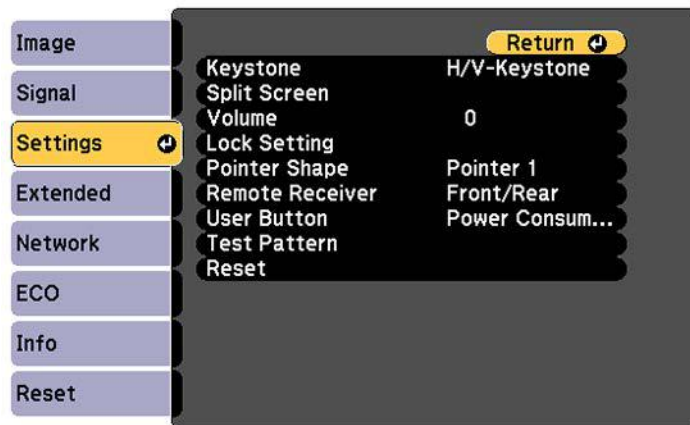 Image
Signal
Settings
Extended
Network
ECO
Info
Reset
Return
Keystone H/V-Keystone
Split Screen
Volume 0
Lock Setting
Pointer Shape Pointer 1
Remote Receiver Front/Rear
User Button Power Consum...
Test Pattern
Reset